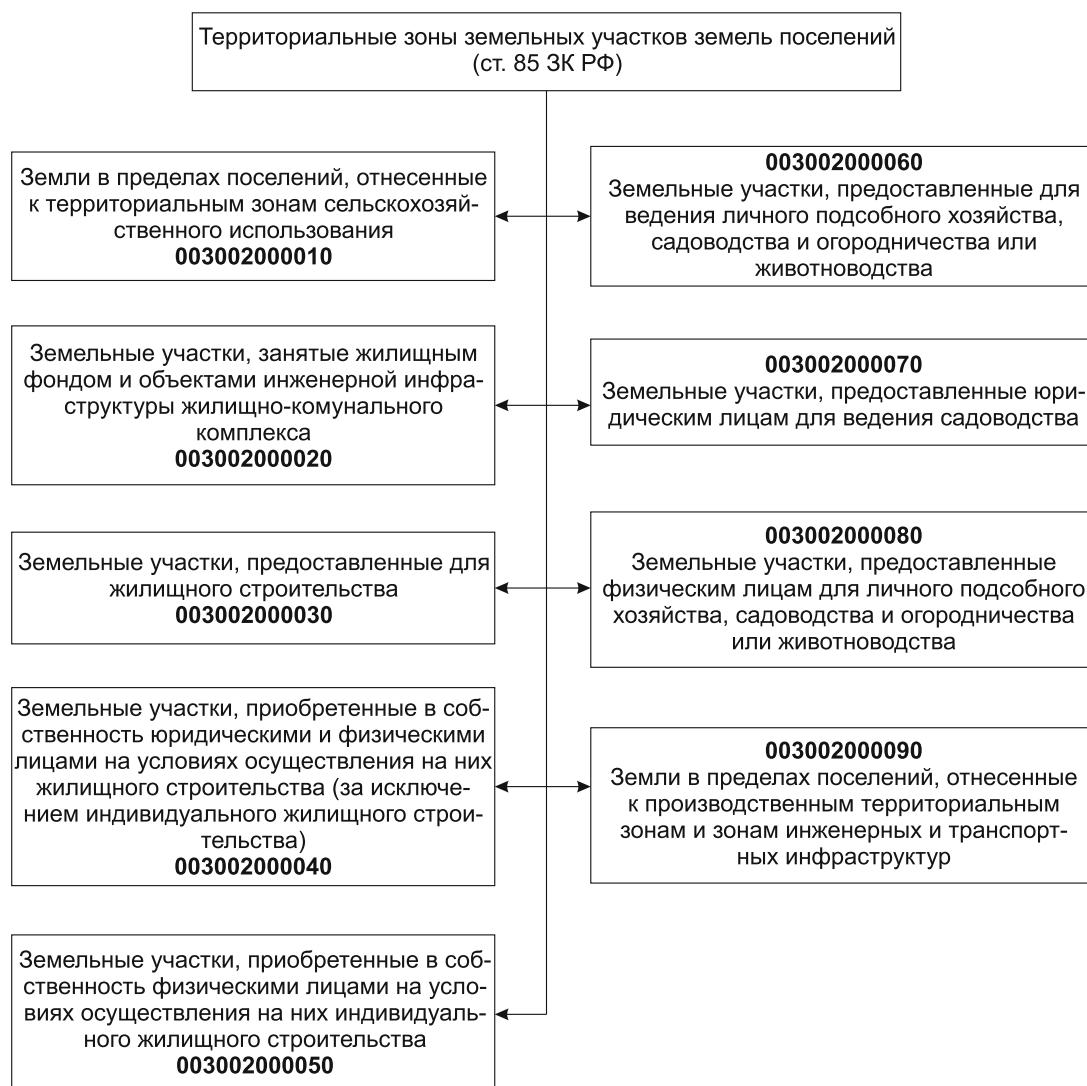 Территориальные зоны земельных участков земель поселений
(ст. 85 ЗК РФ)
Земли в пределах поселений, отнесенные
к территориальным зонам сельскохозяй-
ственного использования
003002000010
Земельные участки, занятые жилищным
фондом и объектами инженерной инфра-
структуры жилищно-комунального
комплекса
003002000020
Земельные участки, предоставленные для
жилищного строительства
003002000030
Земельные участки, приобретенные в соб-
ственность юридическими и физическими
лицами на условиях осуществления на них
жилищного строительства (за исключе-
нием индивидуального жилищного строи-
тельства)
003002000040
Земельные участки, приобретенные в соб-
ственность физическими лицами на усло-
виях осуществления на них индивидуаль-
ного жилищного строительства
003002000050
003002000060
Земельные участки, предоставленные для
ведения личного подсобного хозяйства,
садоводства и огородничества или
животноводства
003002000070
Земельные участки, предоставленные юри-
дическим лицам для ведения садоводства
003002000080
Земельные участки, предоставленные
физическим лицам для личного подсобного
хозяйства, садоводства и огородничества
или животноводства
003002000090
Земли в пределах поселений, отнесенные
к производственным территориальным
зонам и зонам инженерных и транспорт-
ных инфраструктур